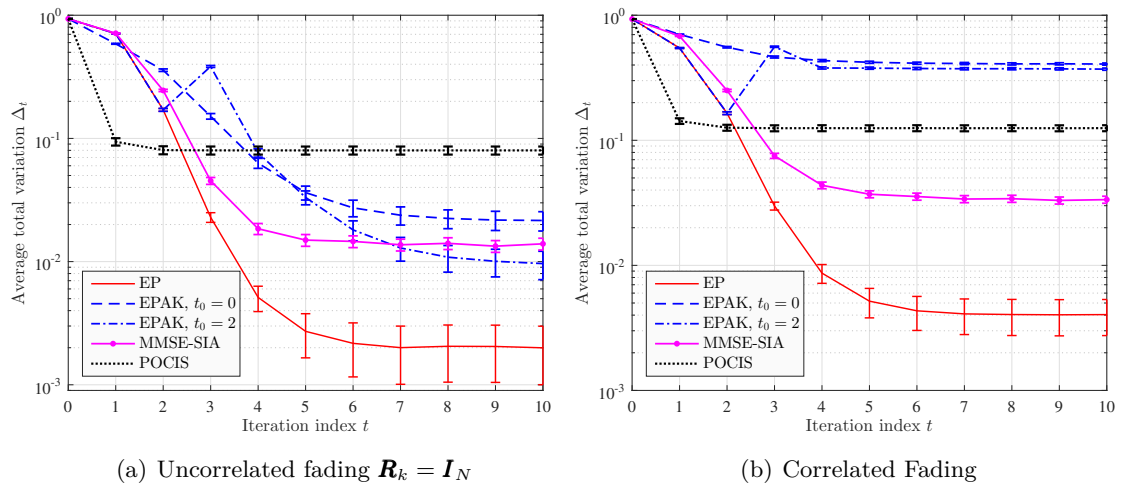 Average total variation Δ_t
10^0
10^-1
10^-2
10^-3
EP
EPAK, t_0 = 0
EPAK, t_0 = 2
MMSE-SIA
POCIS
0 1 2 3 4 5 6 7 8 9 10
Iteration index t
(a) Uncorrelated fading R_k = I_N
Average total variation Δ_t
10^0
10^-1
10^-2
10^-3
EP
EPAK, t_0 = 0
EPAK, t_0 = 2
MMSE-SIA
POCIS
0 1 2 3 4 5 6 7 8 9 10
Iteration index t
(b) Correlated Fading